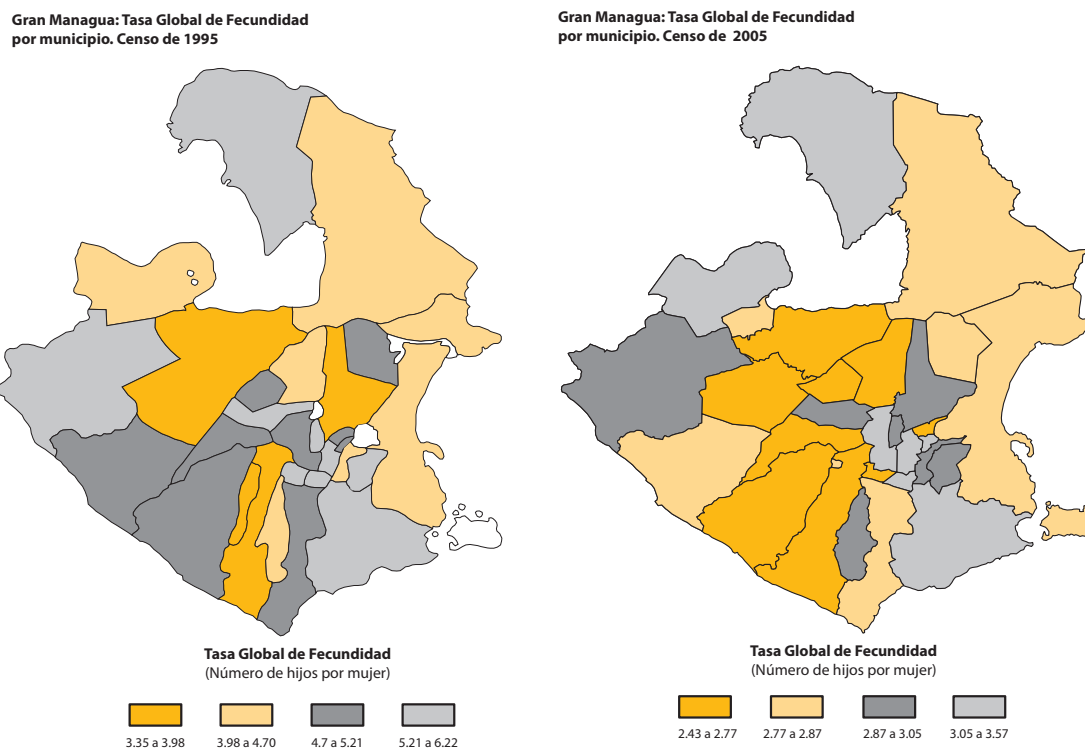 Gran Managua: Tasa Global de Fecundidad
por municipio. Censo de 1995
Tasa Global de Fecundidad
(Número de hijos por mujer)
3.35 a 3.98
3.98 a 4.70
4.7 a 5.21
5.21 a 6.22
Gran Managua: Tasa Global de Fecundidad
por municipio. Censo de  2005
Tasa Global de Fecundidad
(Número de hijos por mujer)
2.43 a 2.77
2.77 a 2.87
2.87 a 3.05
3.05 a 3.57